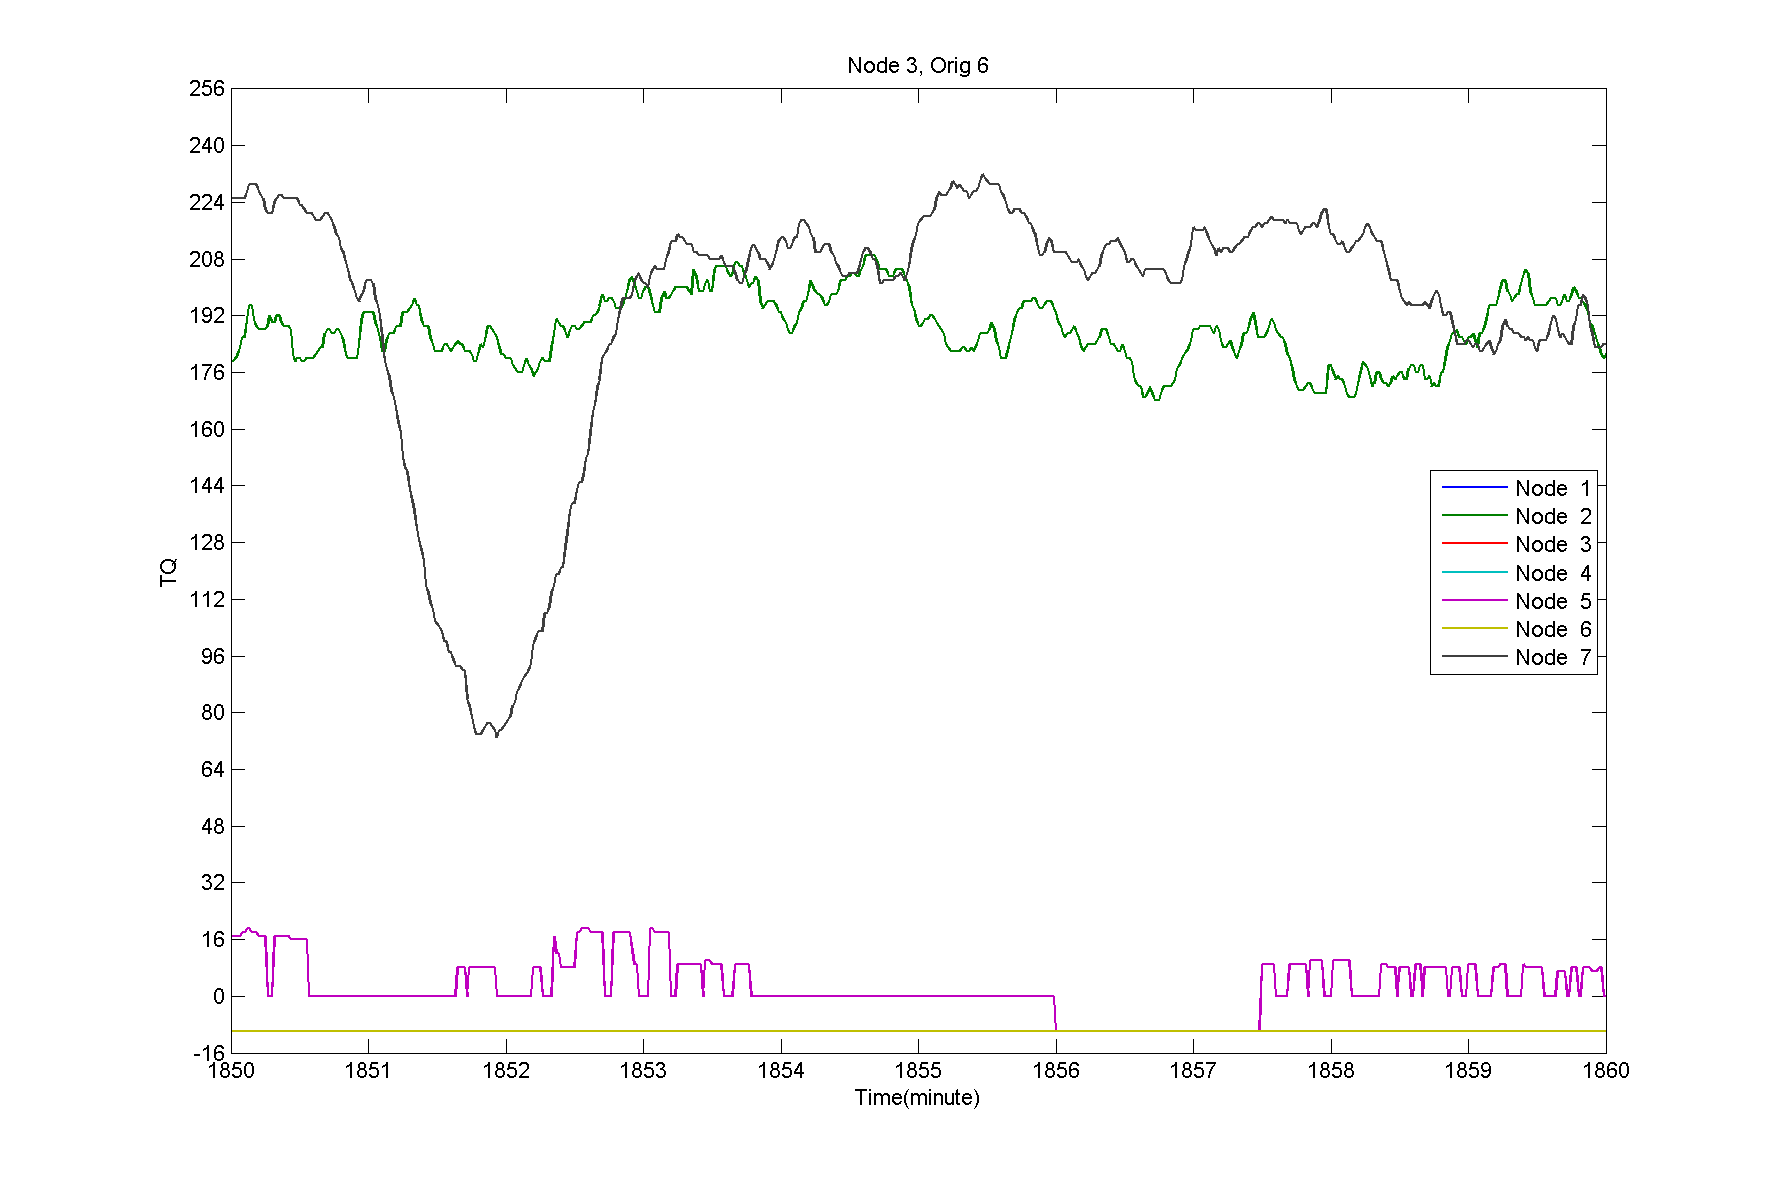 Node 3, Orig 6
256
240
224
208
192
176
160
144
128
112
96
80
64
48
32
16
0
-16
TQ
Node 1
Node 2
Node 3
Node 4
Node 5
Node 6
Node 7
1850 1851 1852 1853 1854 1855 1856 1857 1858 1859 1860
Time(minute)